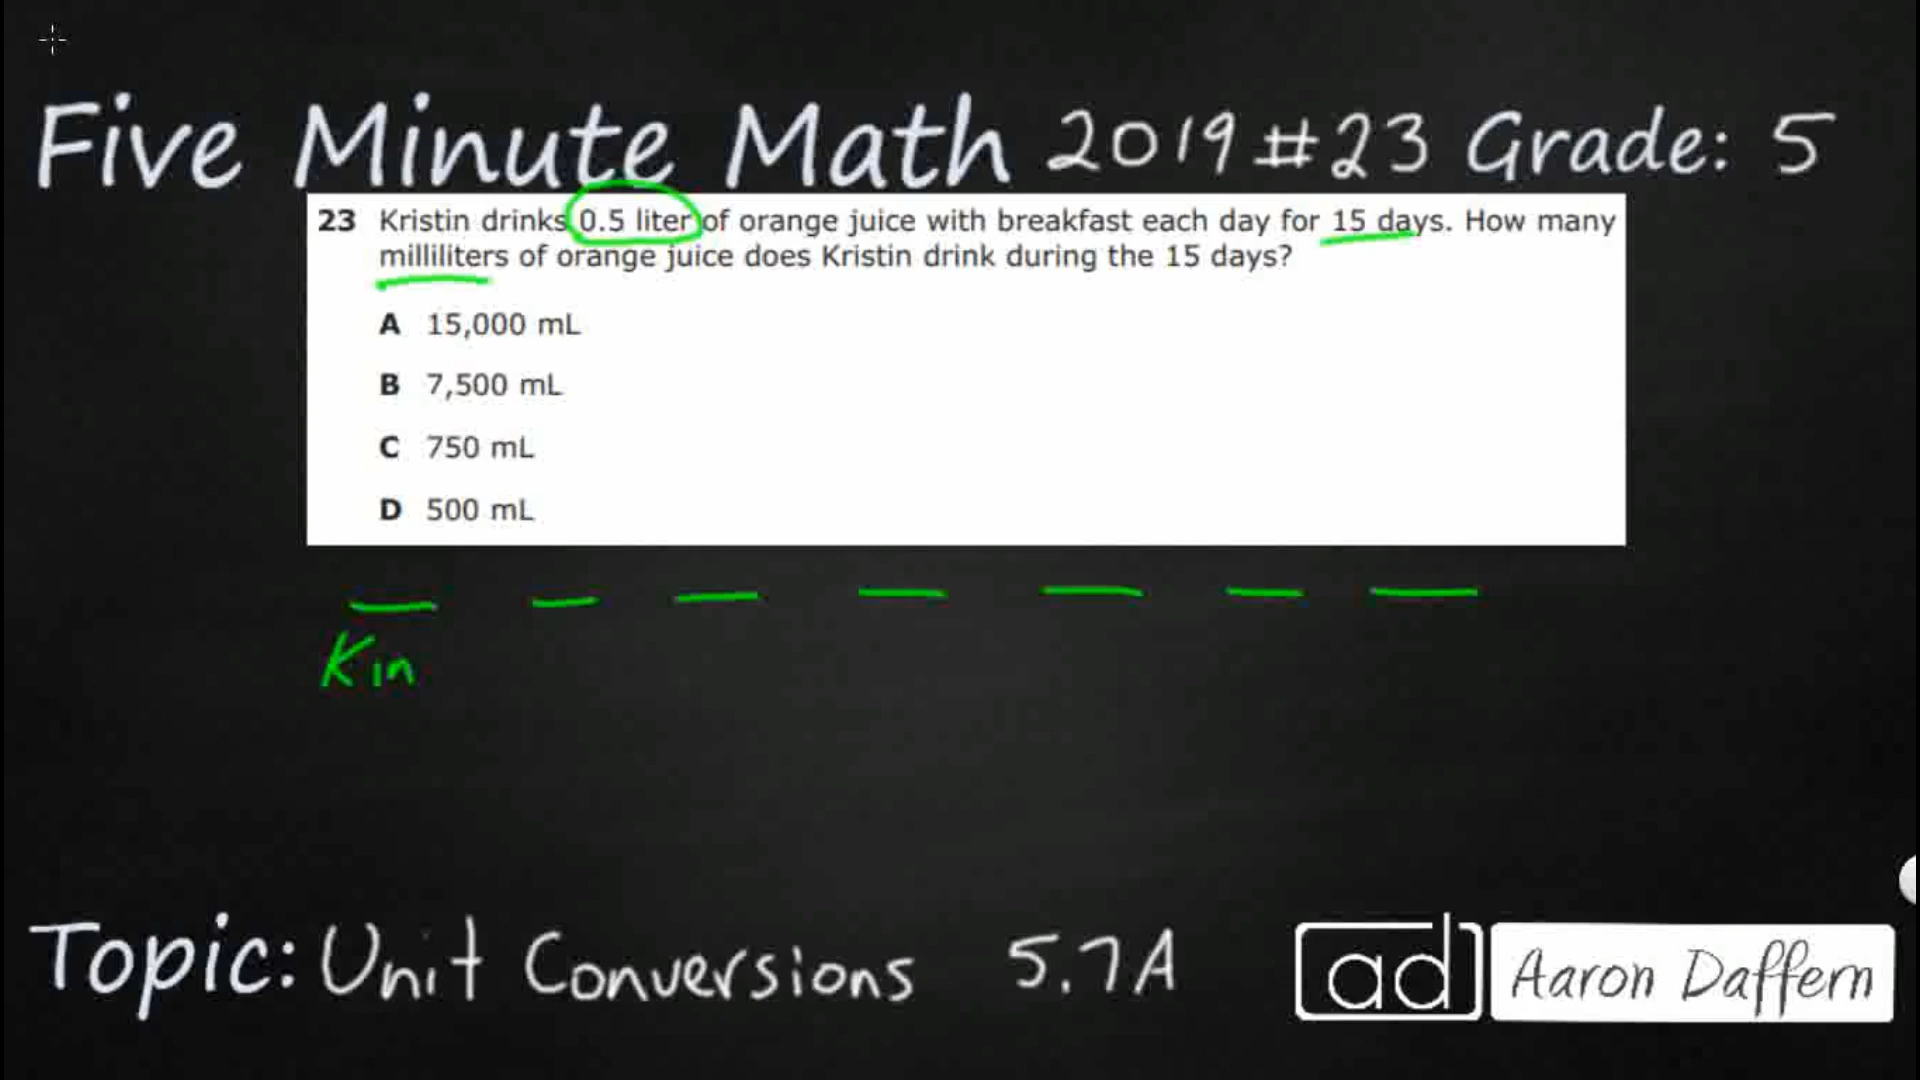 Five Minute Math 2019 #23 Grade: 5
23 Kristin drinks 0.5 liter of orange juice with breakfast each day for 15 days. How many
milliliters of orange juice does Kristin drink during the 15 days?
A 15,000 mL
B 7,500 mL
C 750 mL
D 500 mL
Kin
Topic: Unit Conversions 5.7A
ad Aaron Daffern